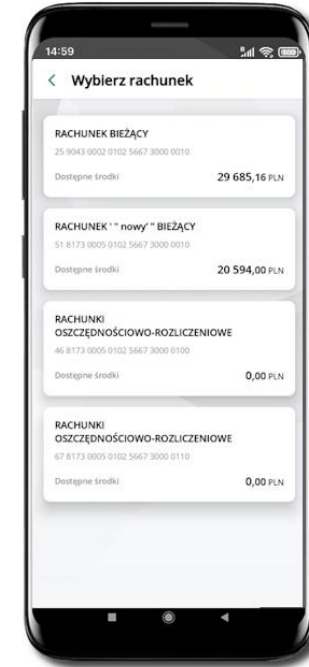 14:59
Wybierz rachunek
RACHUNEK BIEŻĄCY
25 9043 0002 0102 5667 3000 0010
Dostępne środki 29 685,16 PLN
RACHUNEK ' " nowy' " BIEŻĄCY
51 8173 0005 0102 5667 3000 0010
Dostępne środki 20 594,00 PLN
RACHUNKI
OSZCZĘDNOŚCIOWO-ROZLICZENIOWE
46 8173 0005 0102 5667 3000 0100
Dostępne środki 0,00 PLN
RACHUNKI
OSZCZĘDNOŚCIOWO-ROZLICZENIOWE
67 8173 0005 0102 5667 3000 0110
Dostępne środki 0,00 PLN